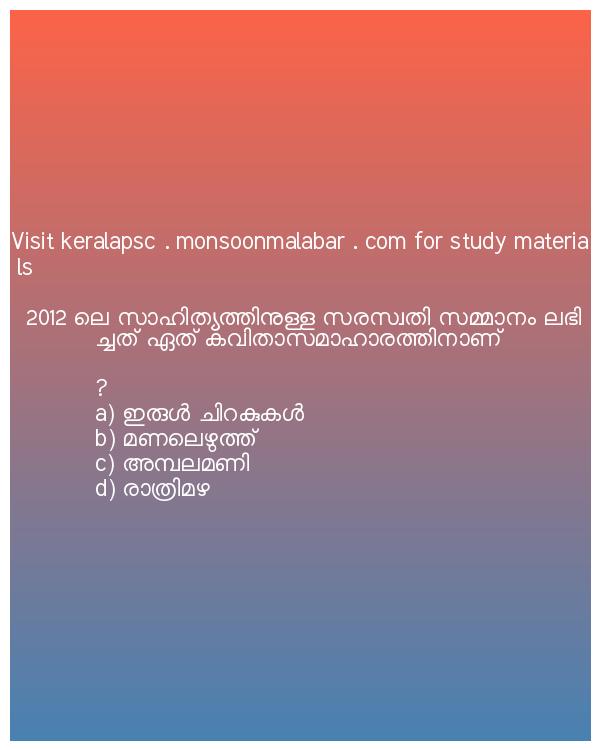 Visit keralapsc . monsoonmalabar . com for study materia
ls
2012 ലെ സാഹിത്യത്തിനുള്ള സരസ്വതി സമ്മാനം ലഭി
ച്ചത് ഏത് കവിതാസമാഹാരത്തിനാണ്
?
a) ഇരുൾ ചിറകുകൾ
b) മണലെഴുത്ത്
c) അമ്പലമണി
d) രാത്രിമഴ